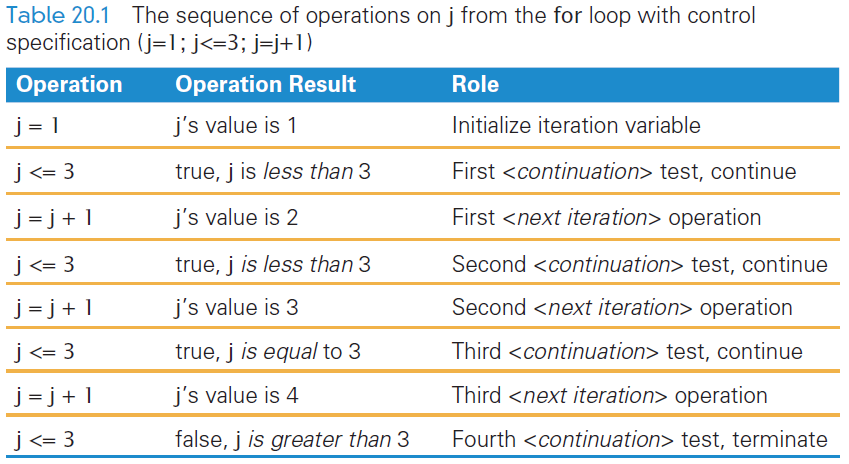 Table 20.1 The sequence of operations on j from the for loop with control
specification (j=1; j<=3; j=j+1)
Operation Operation Result Role
j = 1 j’s value is 1 Initialize iteration variable
j <= 3 true, j is less than 3 First <continuation> test, continue
j = j + 1 j’s value is 2 First <next iteration> operation
j <= 3 true, j is less than 3 Second <continuation> test, continue
j = j + 1 j’s value is 3 Second <next iteration> operation
j <= 3 true, j is equal to 3 Third <continuation> test, continue
j = j + 1 j’s value is 4 Third <next iteration> operation
j <= 3 false, j is greater than 3 Fourth <continuation> test, terminate